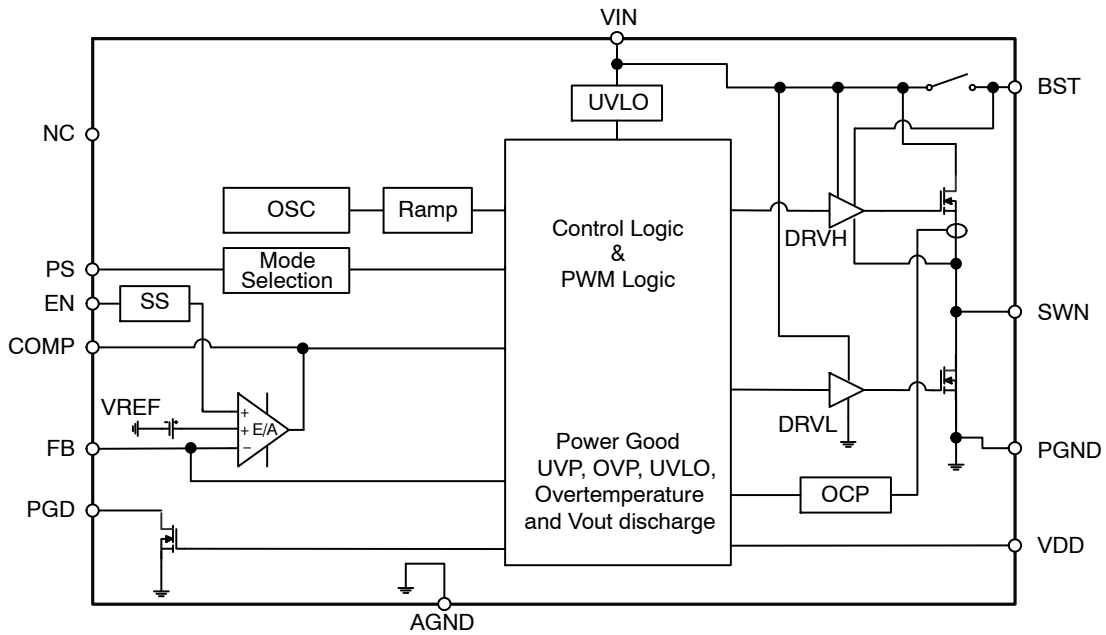 VIN
UVLO
BST
NC
OSC
Ramp
Control Logic
&
PWM Logic
DRVH
PS
Mode
Selection
EN
SS
SWN
COMP
VREF
+
+ E/A
−
DRVL
FB
Power Good
UVP, OVP, UVLO,
Overtemperature
and Vout discharge
PGND
OCP
PGD
VDD
AGND